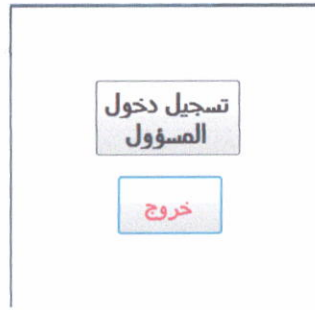 تسجيل دخول
المسؤول
خروج